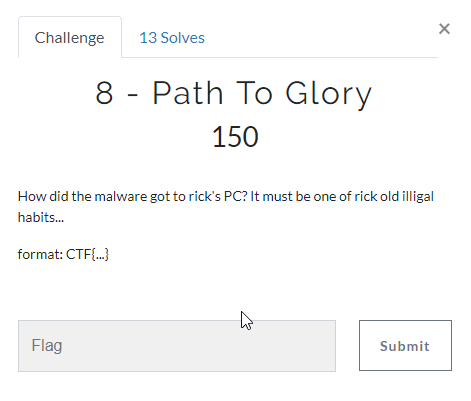 Challenge
13 Solves
×
8 - Path To Glory
150
How did the malware got to rick's PC? It must be one of rick old illigal
habits...
format: CTF{...}
Flag
Submit